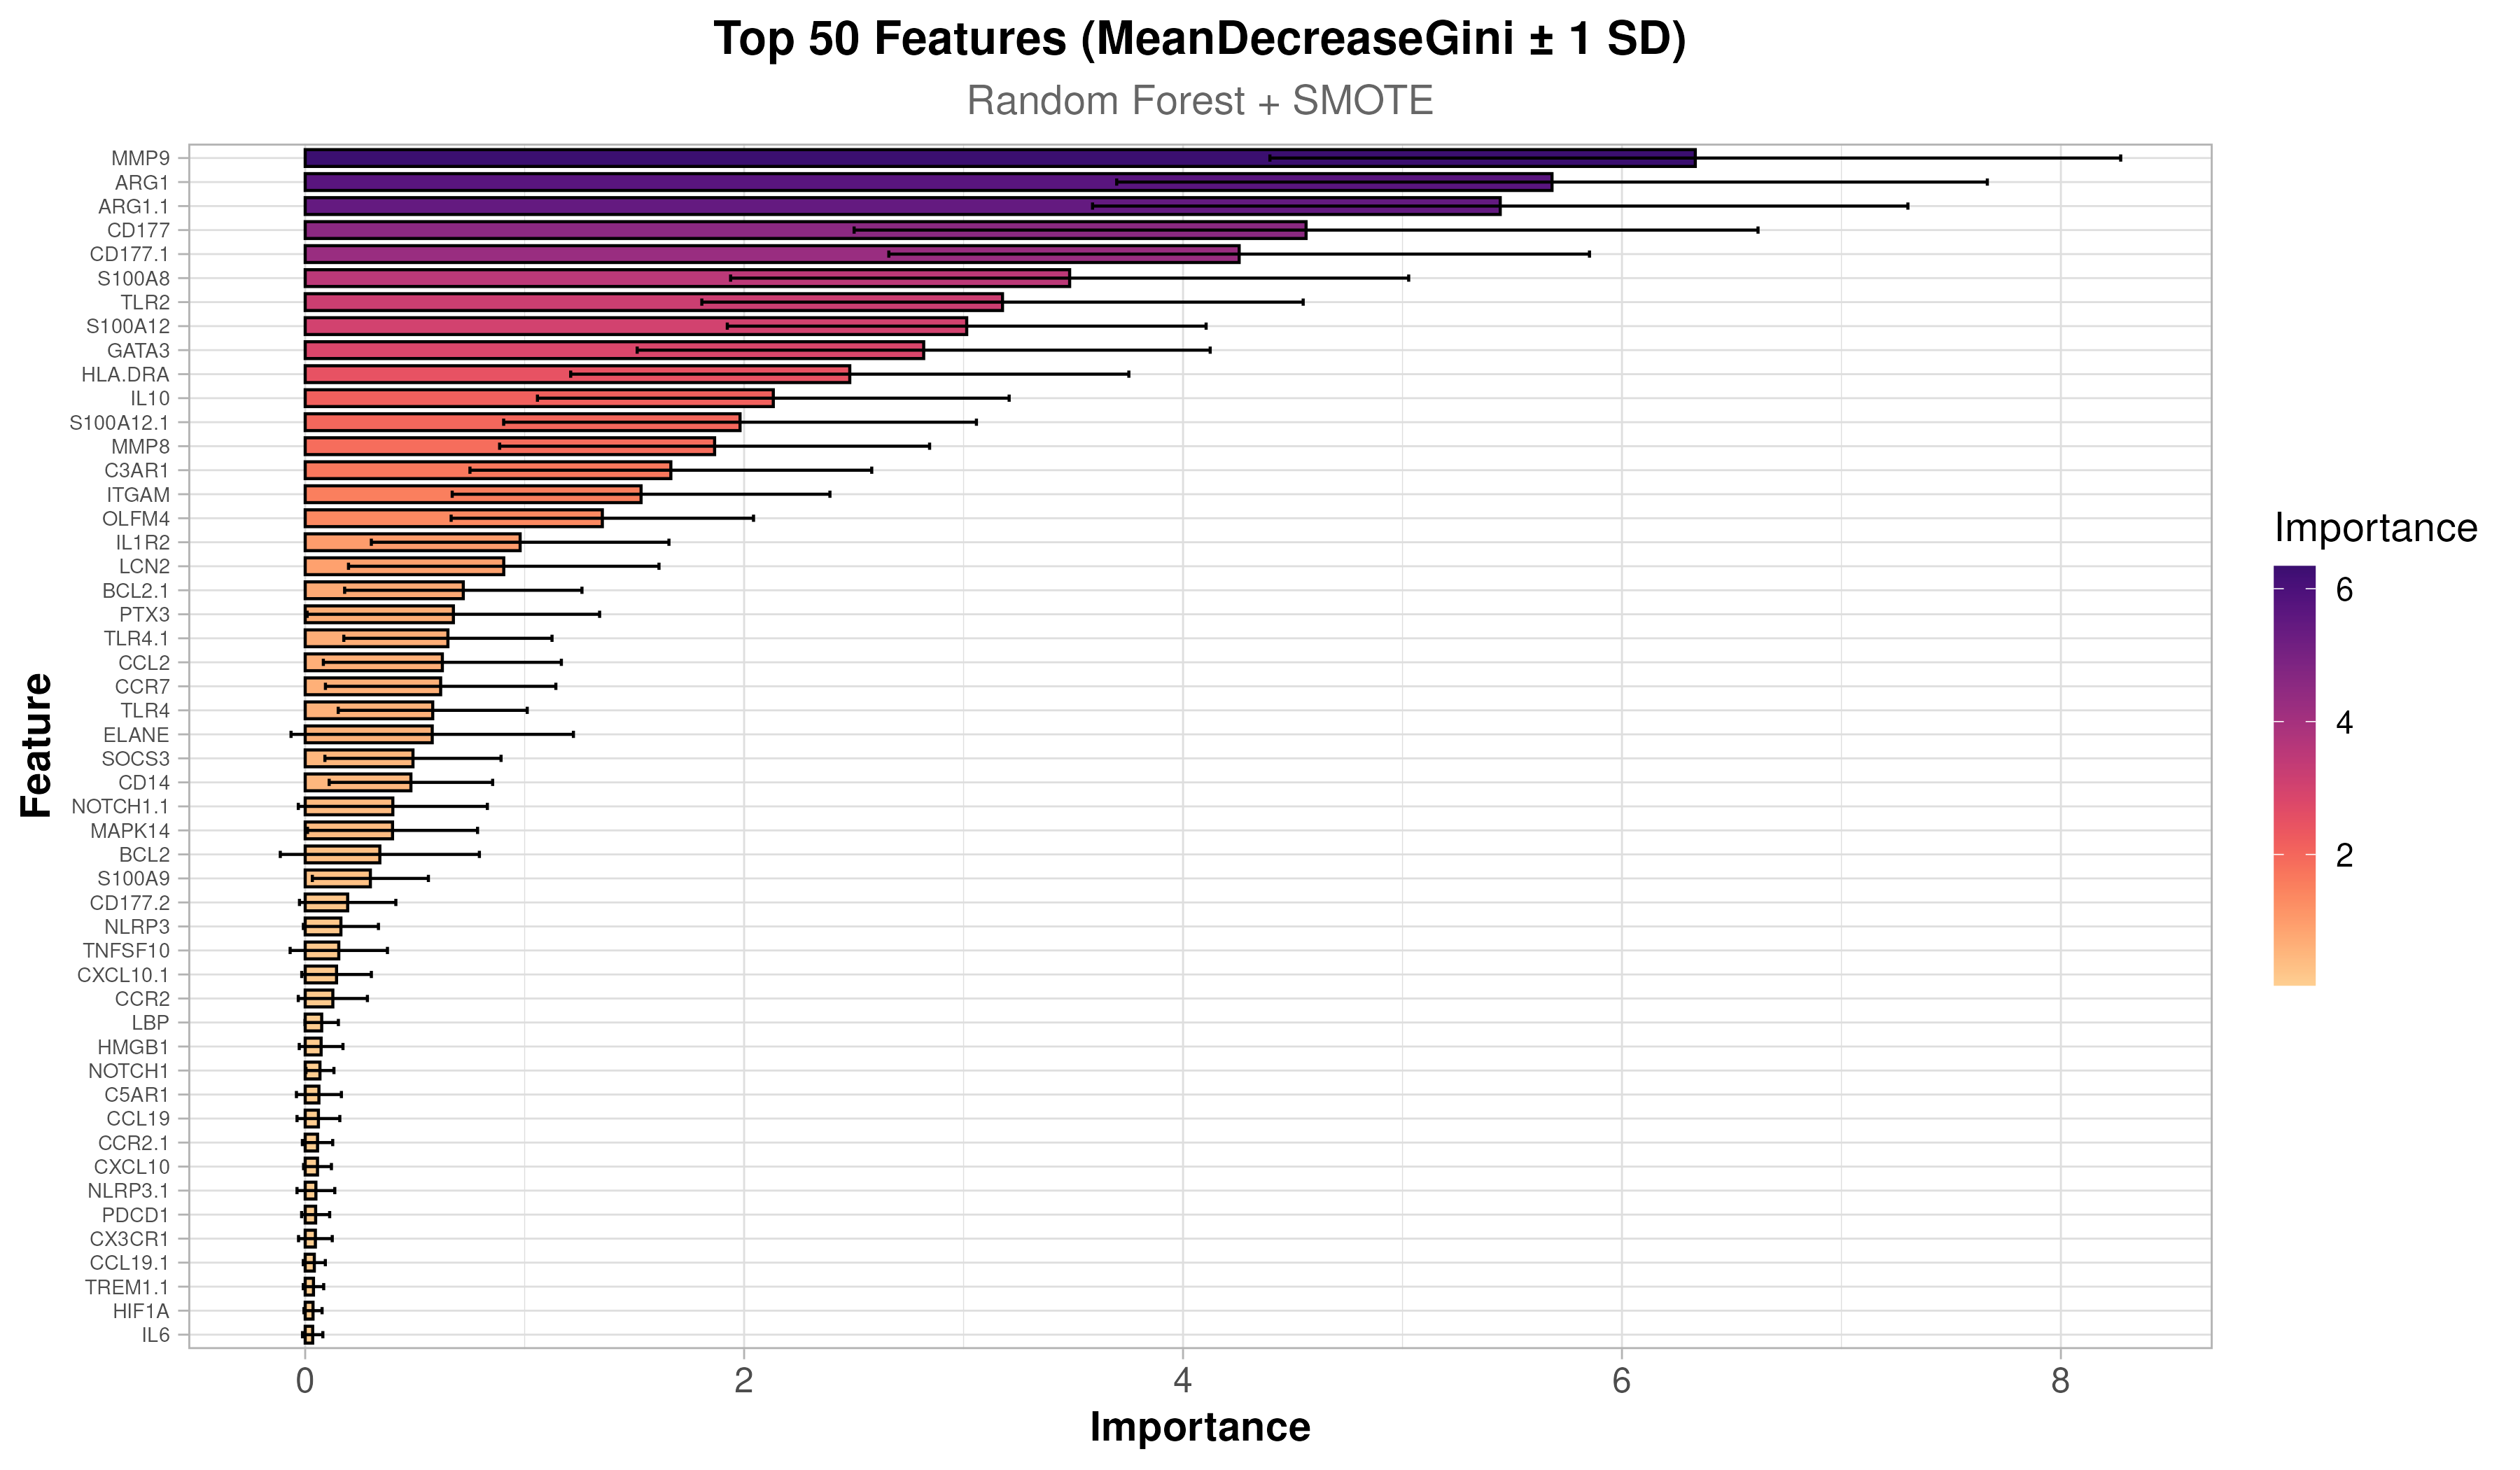 Top 50 Features (MeanDecreaseGini ± 1 SD)
Random Forest + SMOTE
Feature
MMP9
ARG1
ARG1.1
CD177
CD177.1
S100A8
TLR2
S100A12
GATA3
HLA.DRA
IL10
S100A12.1
MMP8
C3AR1
ITGAM
OLFM4
IL1R2
LCN2
BCL2.1
PTX3
TLR4.1
CCL2
CCR7
TLR4
ELANE
SOCS3
CD14
NOTCH1.1
MAPK14
BCL2
S100A9
CD177.2
NLRP3
TNFSF10
CXCL10.1
CCR2
LBP
HMGB1
NOTCH1
C5AR1
CCL19
CCR2.1
CXCL10
NLRP3.1
PDCD1
CX3CR1
CCL19.1
TREM1.1
HIF1A
IL6
0 2 4 6 8
Importance
Importance
6
4
2